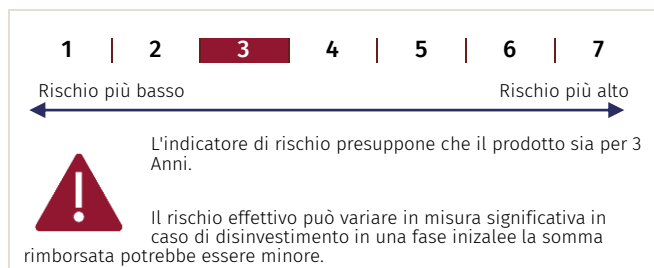 1 | 2 | 3 | 4 | 5 | 6 | 7
Rischio più basso Rischio più alto
L'indicatore di rischio presuppone che il prodotto sia per 3
Anni.
Il rischio effettivo può variare in misura significativa in
caso di disinvestimento in una fase inizalee la somma
rimborsata potrebbe essere minore.